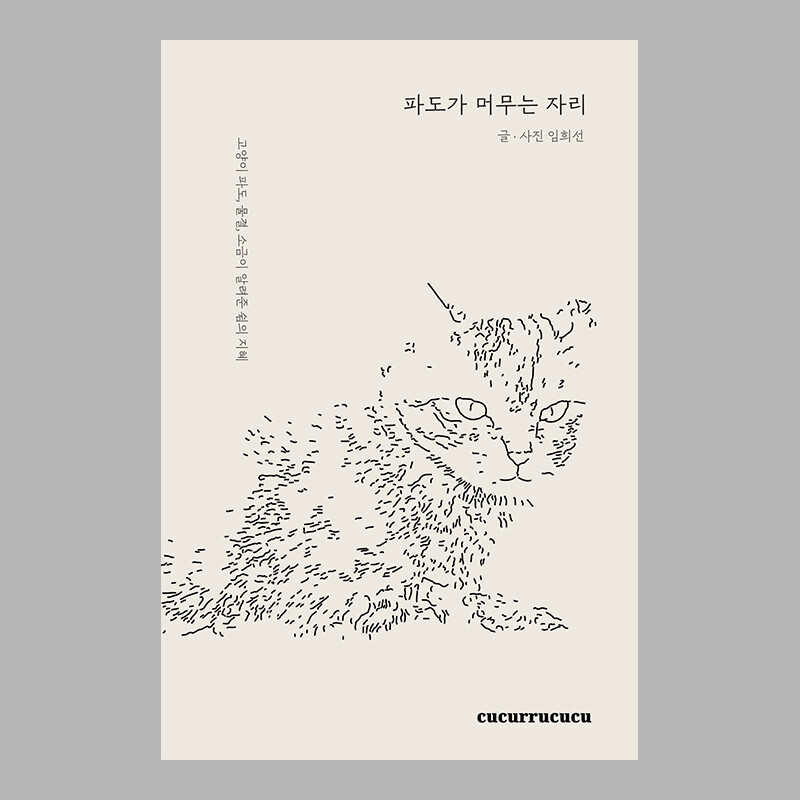 파도가 머무는 자리
글·사진 임희선
고양이 파도, 물결, 소금이 알려준 쉼의 지혜
cucurrucucu